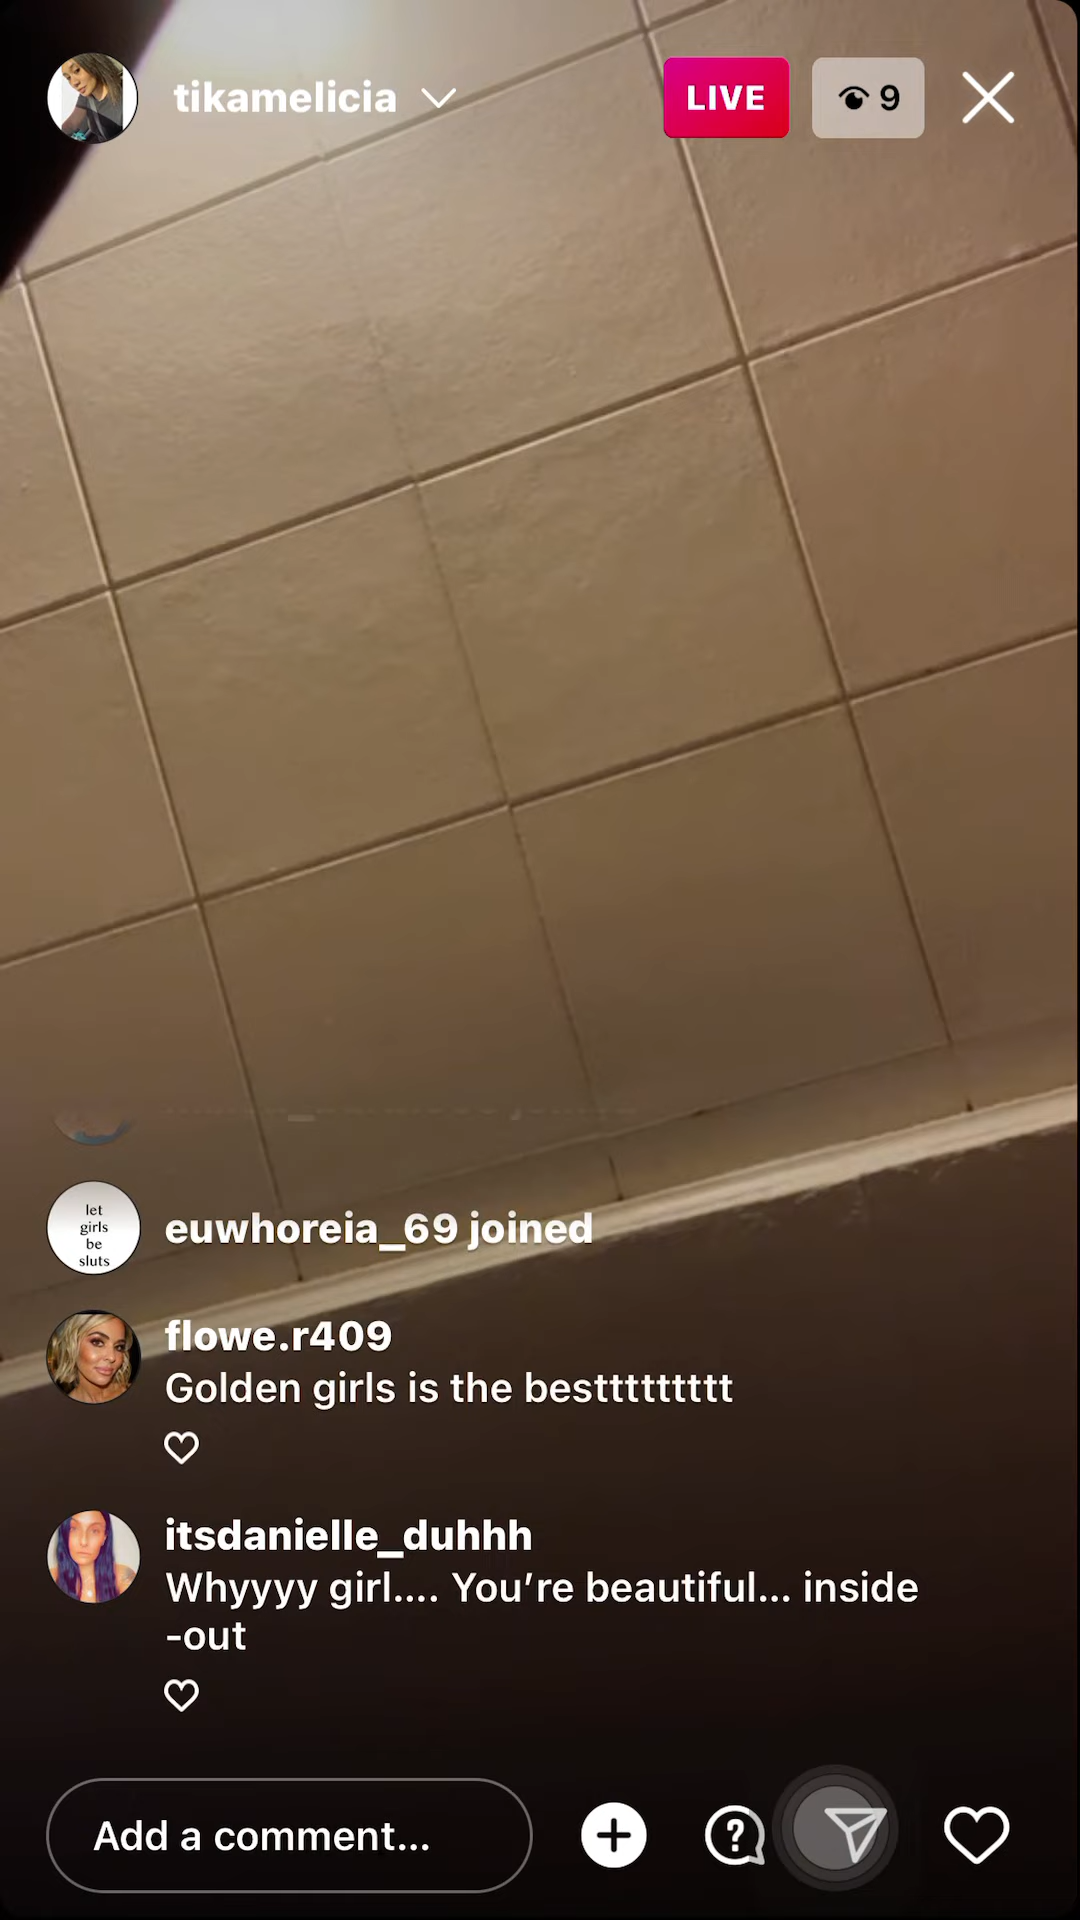 tikamelicia
LIVE
9
let
girls
be
sluts
euwhoreia_69 joined
flowe.r409
Golden girls is the besttttttttt
itsdanielle_duhhh
Whyyyy girl.... You’re beautiful... inside
-out
Add a comment...
?